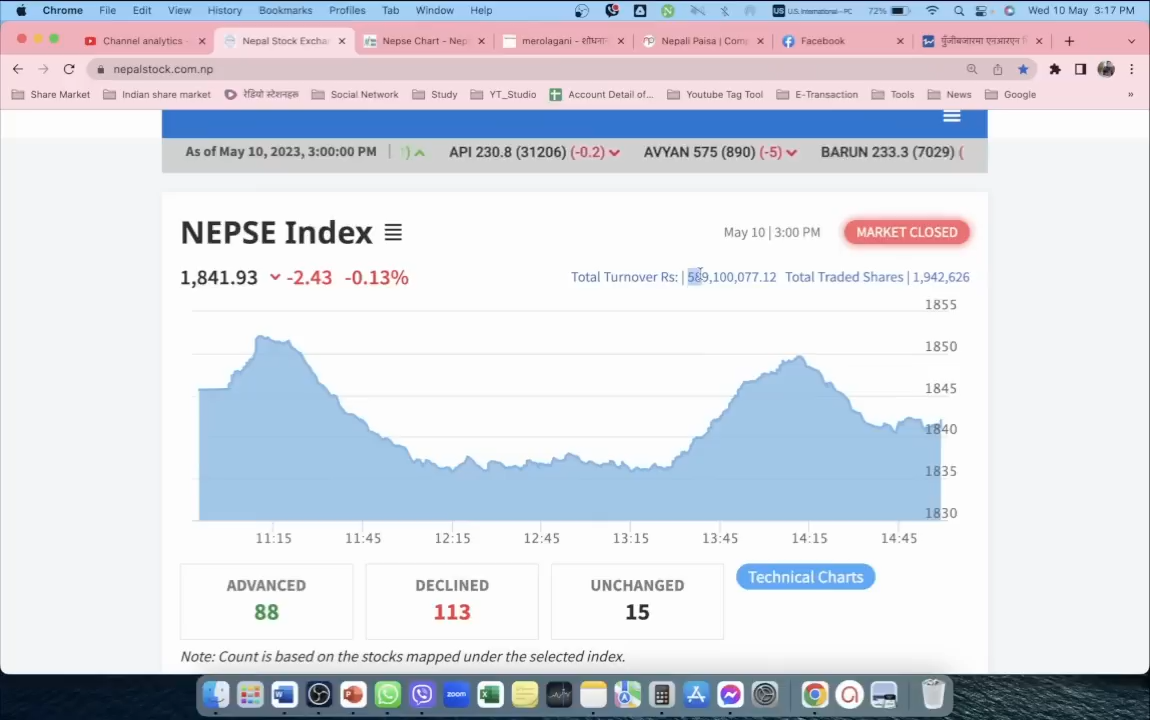 Chrome File Edit View History Bookmarks Profiles Tab Window Help US U.S. International – PC 72% Wed 10 May 3:17 PM
Channel analytics - Nepal Stock Excha Nepse Chart - Nep merolagani - Nepali Paisa | Com Facebook
nepalstock.com.np
Share Market Indian share market रेडियो स्टेशनहरु Social Network Study YT_Studio Account Detail of... Youtube Tag Tool E-Transaction Tools News Google »
As of May 10, 2023, 3:00:00 PM | ) API 230.8 (31206) (-0.2) AVYAN 575 (890) (-5) BARUN 233.3 (7029) (
NEPSE Index May 10 | 3:00 PM MARKET CLOSED
1,841.93 -2.43 -0.13% Total Turnover Rs: | 589,100,077.12 Total Traded Shares | 1,942,626
1855
1850
1845
1840
1835
1830
11:15 11:45 12:15 12:45 13:15 13:45 14:15 14:45
ADVANCED DECLINED UNCHANGED Technical Charts
88 113 15
Note: Count is based on the stocks mapped under the selected index.
zoom